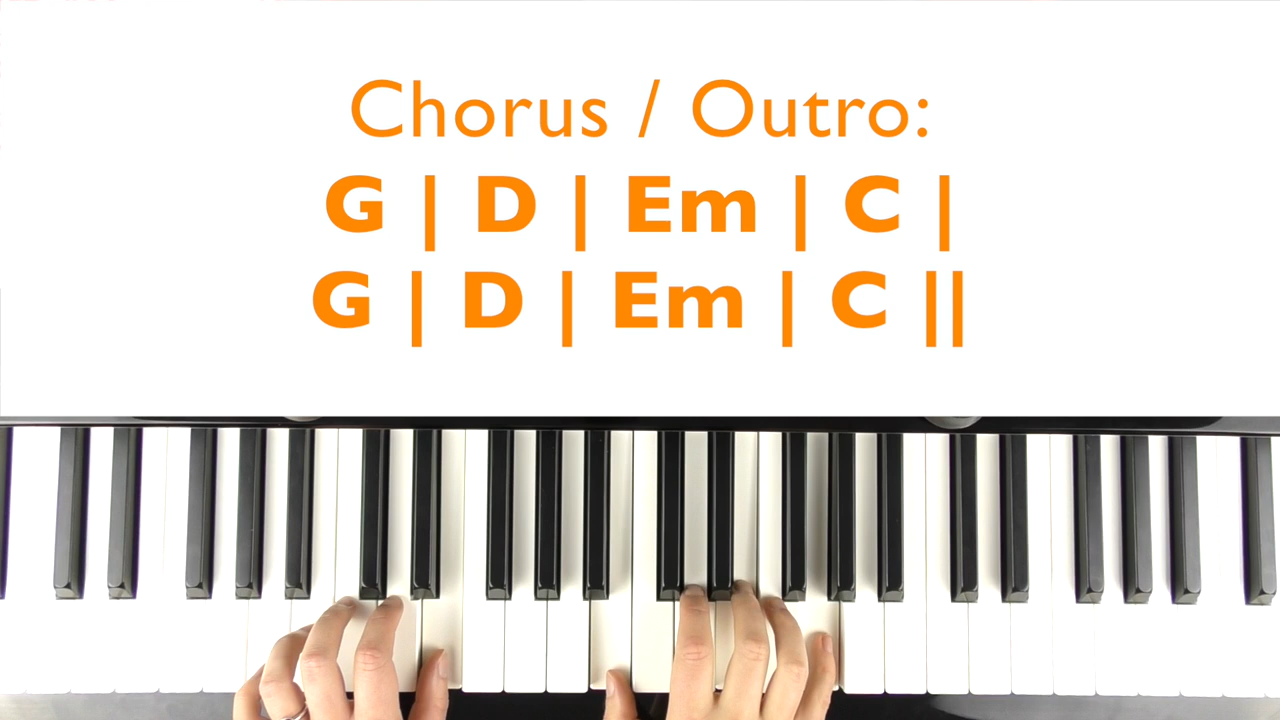 Chorus / Outro:
G | D | Em | C |
G | D | Em | C ||